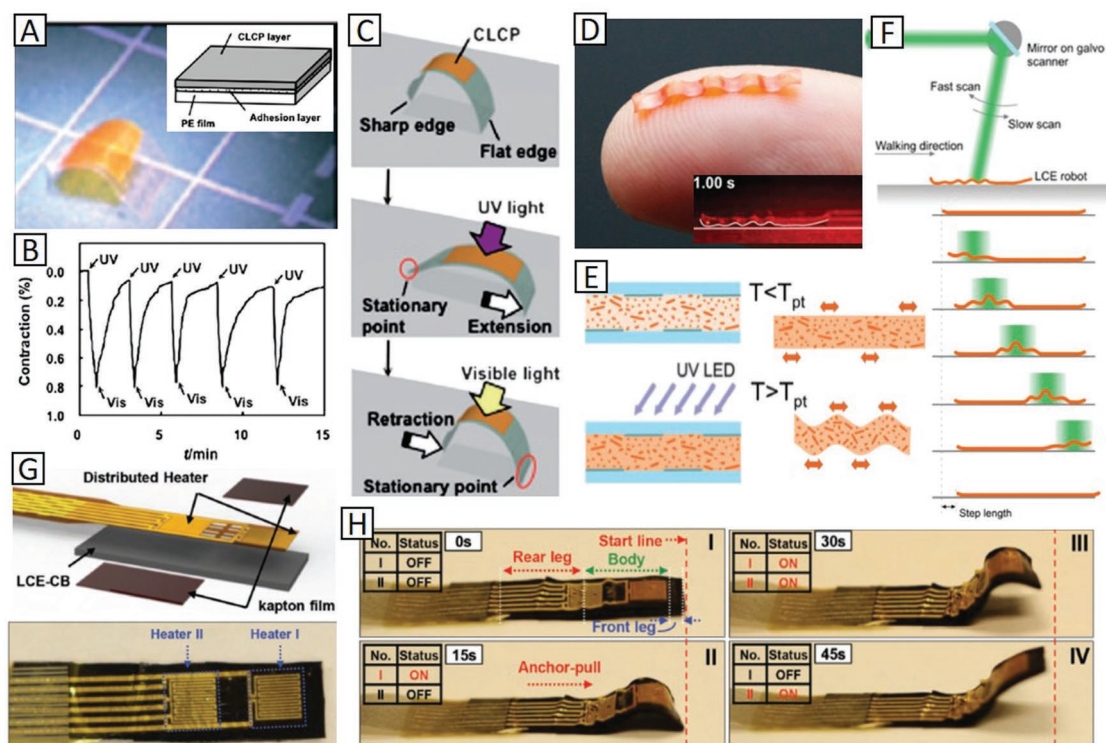 A
CLCP layer
PE film
Adhesion layer
B
Contraction (%)
0.0
0.2
0.4
0.6
0.8
1.0
UV
UV
UV
UV
UV
Vis
Vis
Vis
Vis
Vis
0
5
10
15
t/min
C
CLCP
Sharp edge
Flat edge
UV light
Stationary
point
Extension
Visible light
Retraction
Stationary point
D
1.00 s
E
T<Tpt
UV LED
T>Tpt
F
Mirror on galvo
scanner
Fast scan
Slow scan
Walking direction
LCE robot
Step length
G
Distributed Heater
LCE-CB
kapton film
Heater II
Heater I
H
No. Status
I OFF
II OFF
0s
Start line
I
Rear leg
Body
Front leg
No. Status
I ON
II OFF
15s
II
Anchor-pull
No. Status
I ON
II ON
30s
III
No. Status
I OFF
II ON
45s
IV